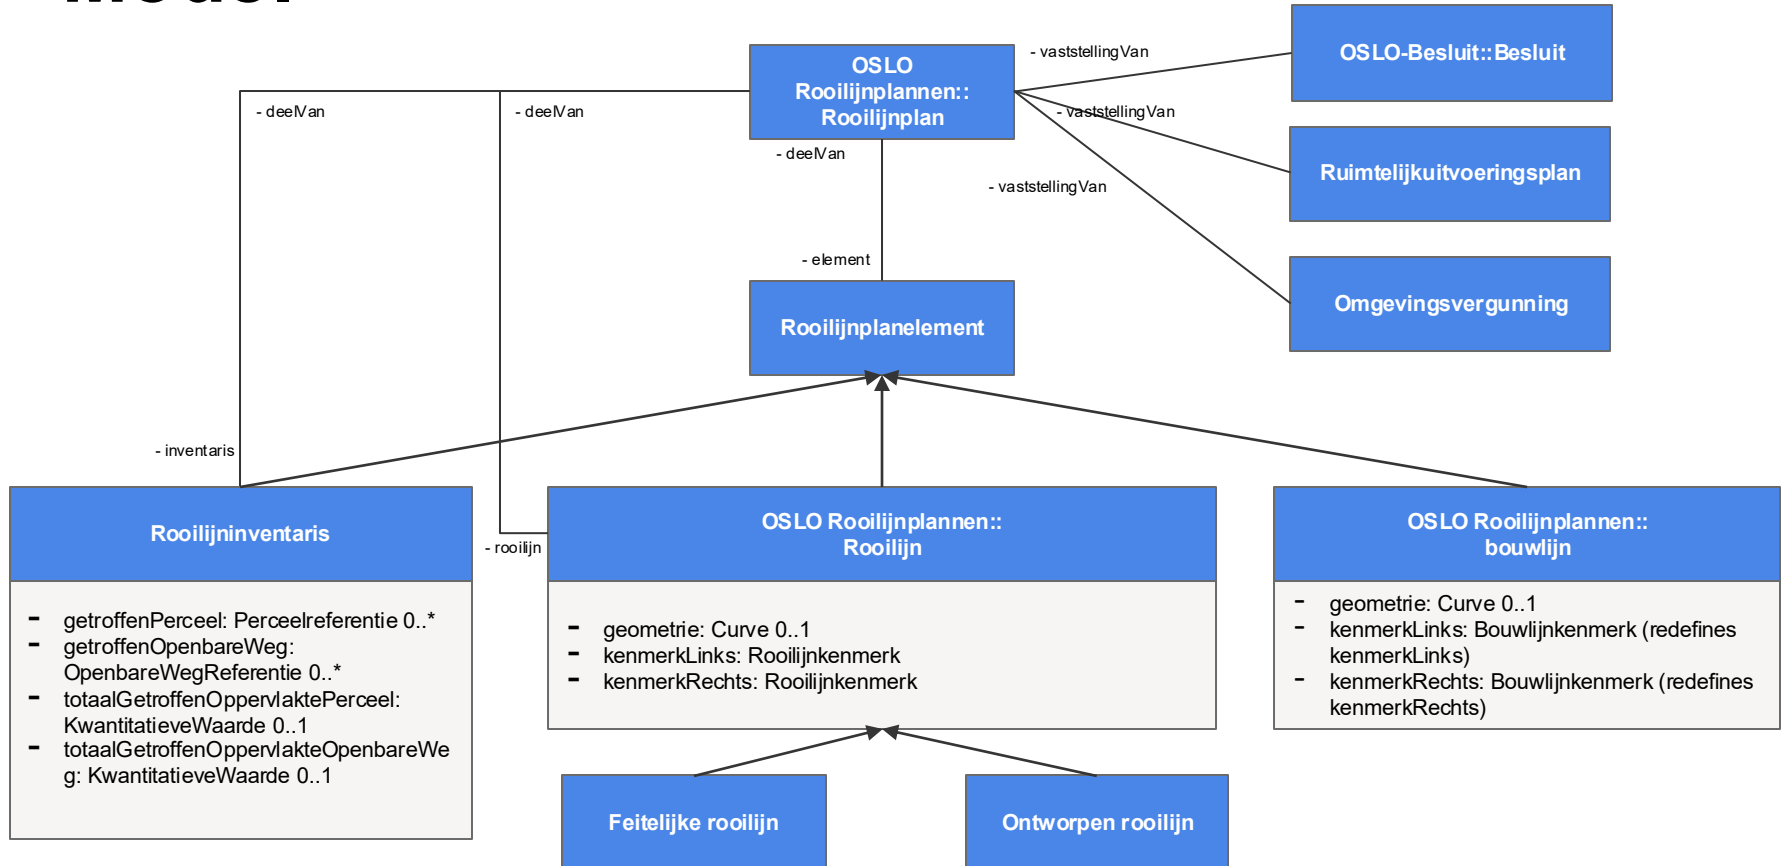 Model
OSLO
Rooilijnplannen::
Rooilijnplan
- vaststellingVan
OSLO-Besluit::Besluit
- deelVan
- deelVan
- vaststellingVan
- deelVan
Ruimtelijkuitvoeringsplan
- vaststellingVan
- element
Omgevingsvergunning
Rooilijnplanelement
- inventaris
- rooilijn
Rooilijninventaris
- getroffenPerceel: Perceelreferentie 0..*
- getroffenOpenbareWeg:
OpenbareWegReferentie 0..*
- totaalGetroffenOppervlaktePerceel:
KwantitatieveWaarde 0..1
- totaalGetroffenOppervlakteOpenbareWe
g: KwantitatieveWaarde 0..1
OSLO Rooilijnplannen::
Rooilijn
- geometrie: Curve 0..1
- kenmerkLinks: Rooilijnkenmerk
- kenmerkRechts: Rooilijnkenmerk
OSLO Rooilijnplannen::
bouwlijn
- geometrie: Curve 0..1
- kenmerkLinks: Bouwlijnkenmerk (redefines
kenmerkLinks)
- kenmerkRechts: Bouwlijnkenmerk (redefines
kenmerkRechts)
Feitelijke rooilijn
Ontworpen rooilijn